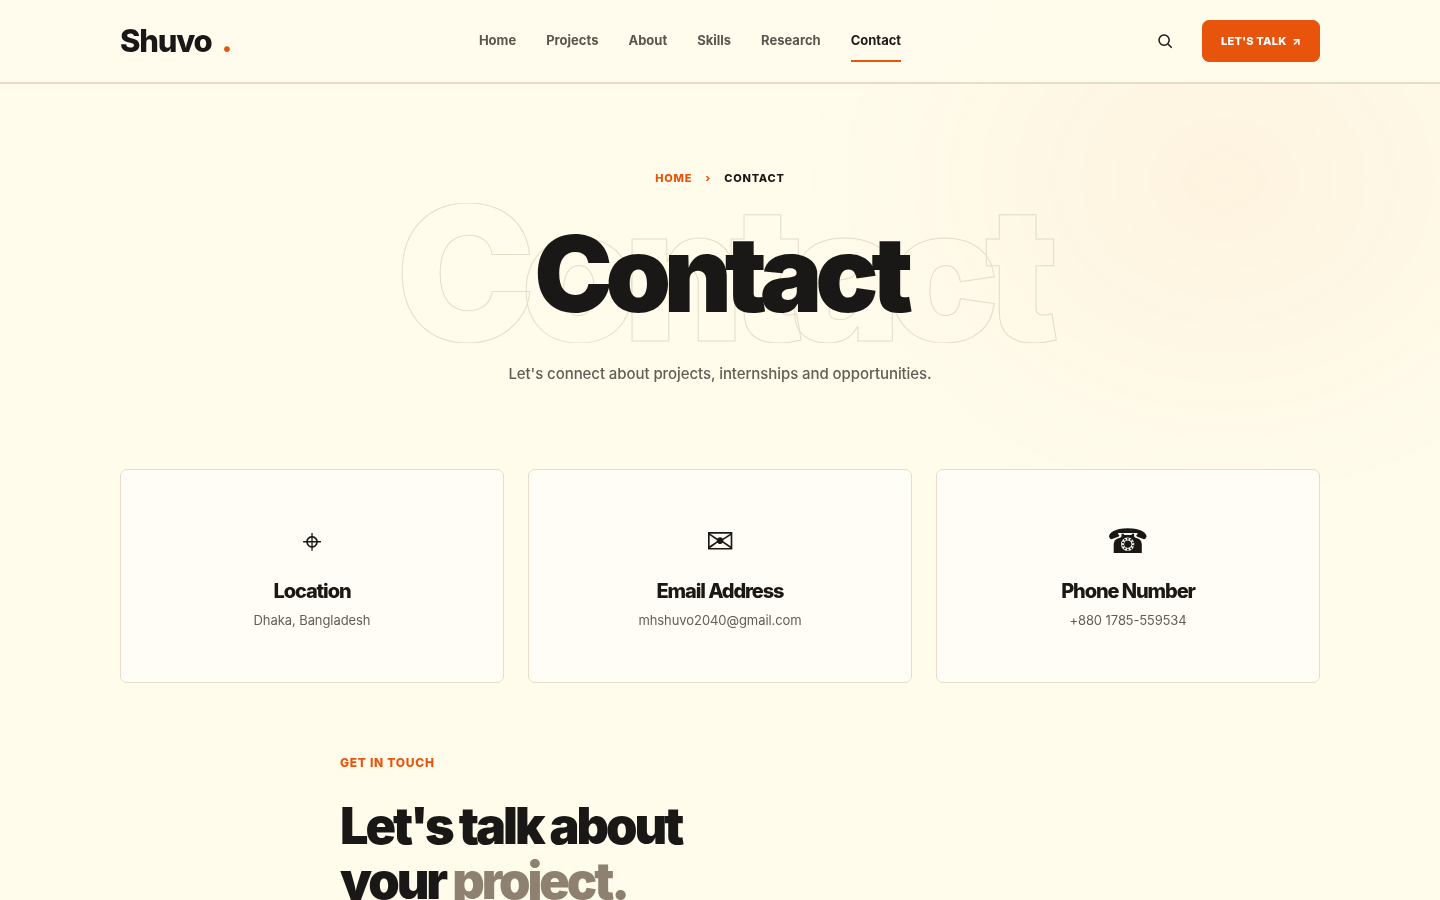 Shuvo .
Home Projects About Skills Research Contact
LET'S TALK ↗
HOME › CONTACT
Contact
Contact
Let's connect about projects, internships and opportunities.
Location
Dhaka, Bangladesh
Email Address
mhshuvo2040@gmail.com
Phone Number
+880 1785-559534
GET IN TOUCH
Let's talk about
your project.